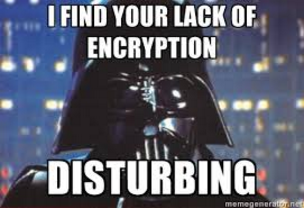 I FIND YOUR LACK OF
ENCRYPTION
DISTURBING
memegenerator.net